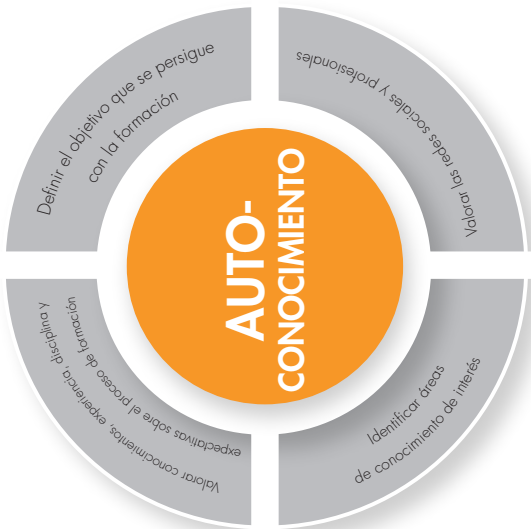 AUTO-
CONOCIMIENTO
Definir el objetivo que se persigue
con la formación
Valorar las redes sociales y profesionales
Identificar áreas
de conocimiento de interés
Valorar conocimientos, experiencia, disciplina y
expectativas sobre el proceso de formación